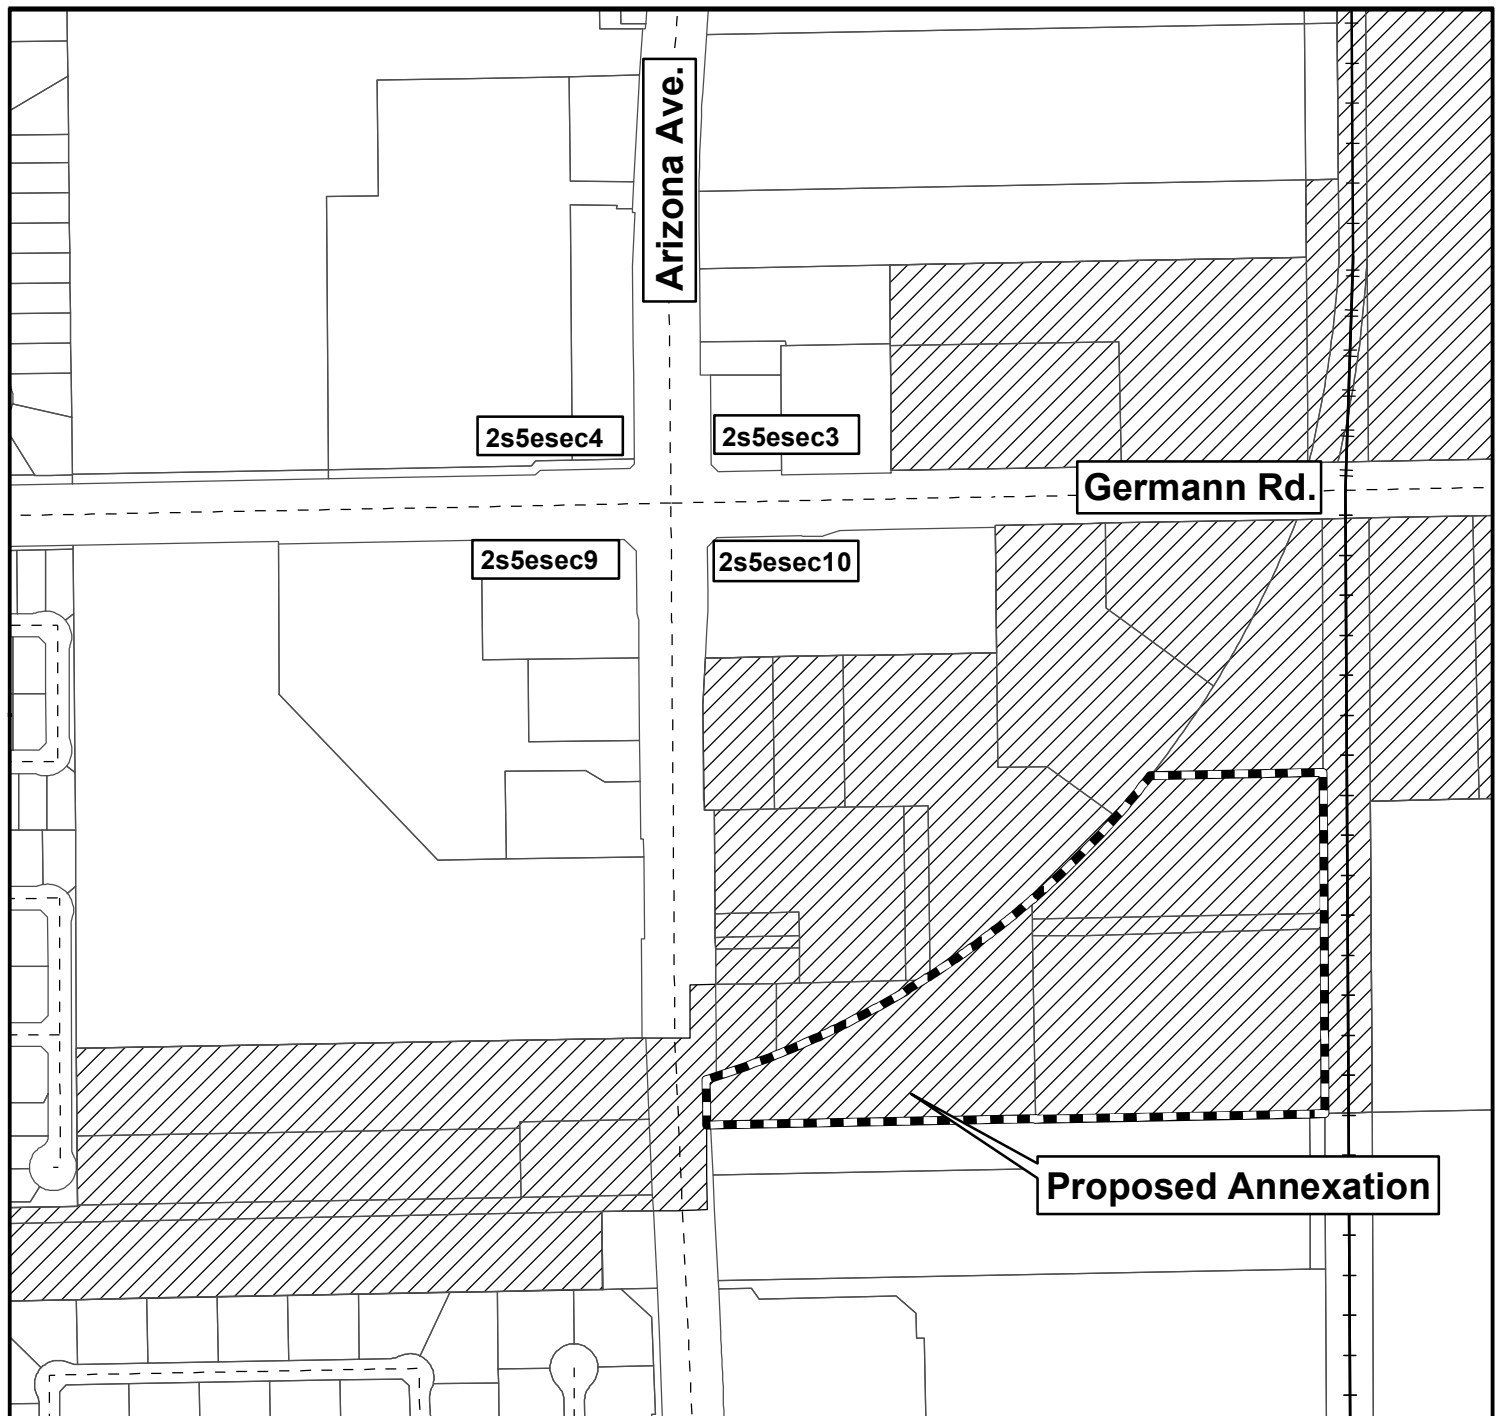 Arizona Ave.
2s5esec4
2s5esec3
Germann Rd.
2s5esec9
2s5esec10
Proposed Annexation